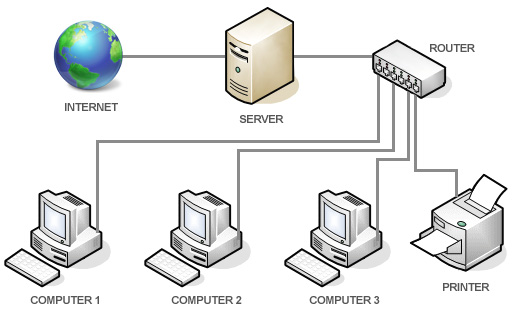 ROUTER
INTERNET
SERVER
COMPUTER 1
COMPUTER 2
COMPUTER 3
PRINTER